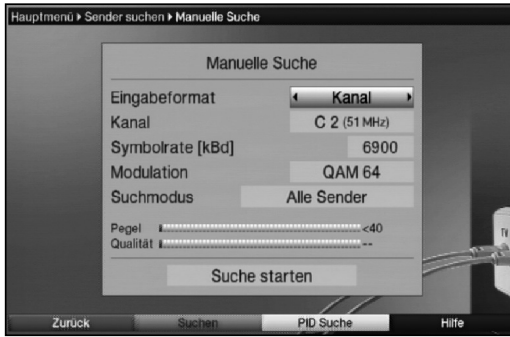 Hauptmenü ▸ Sender suchen ▸ Manuelle Suche
Manuelle Suche
Eingabeformat Kanal
Kanal C 2 (51 MHz)
Symbolrate [kBd] 6900
Modulation QAM 64
Suchmodus Alle Sender
Pegel <40
Qualität --
Suche starten
TV
Zurück Suchen PID Suche Hilfe